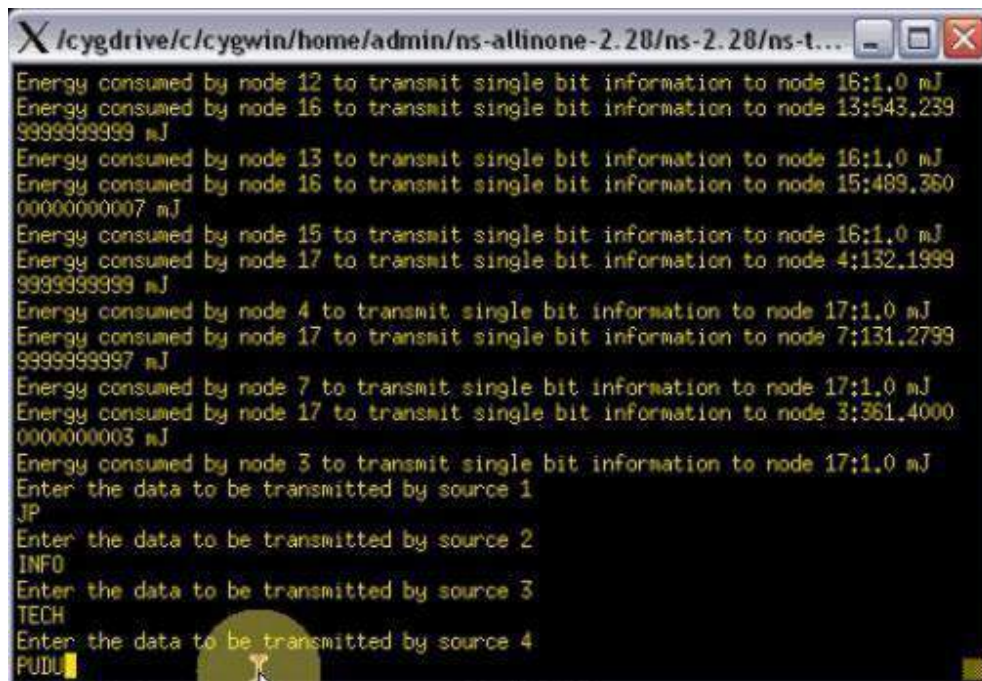 X /cygdrive/c/cygwin/home/admin/ns-allinone-2.28/ns-2.28/ns-t...
Energy consumed by node 12 to transmit single bit information to node 16:1.0 mJ
Energy consumed by node 16 to transmit single bit information to node 13:543.239
9999999999 mJ
Energy consumed by node 13 to transmit single bit information to node 16:1.0 mJ
Energy consumed by node 16 to transmit single bit information to node 15:489.360
00000000007 mJ
Energy consumed by node 15 to transmit single bit information to node 16:1.0 mJ
Energy consumed by node 17 to transmit single bit information to node 4:132.1999
9999999999 mJ
Energy consumed by node 4 to transmit single bit information to node 17:1.0 mJ
Energy consumed by node 17 to transmit single bit information to node 7:131.2799
9999999997 mJ
Energy consumed by node 7 to transmit single bit information to node 17:1.0 mJ
Energy consumed by node 17 to transmit single bit information to node 3:361.4000
0000000003 mJ
Energy consumed by node 3 to transmit single bit information to node 17:1.0 mJ
Enter the data to be transmitted by source 1
JP
Enter the data to be transmitted by source 2
INFO
Enter the data to be transmitted by source 3
TECH
Enter the data to be transmitted by source 4
PUDU